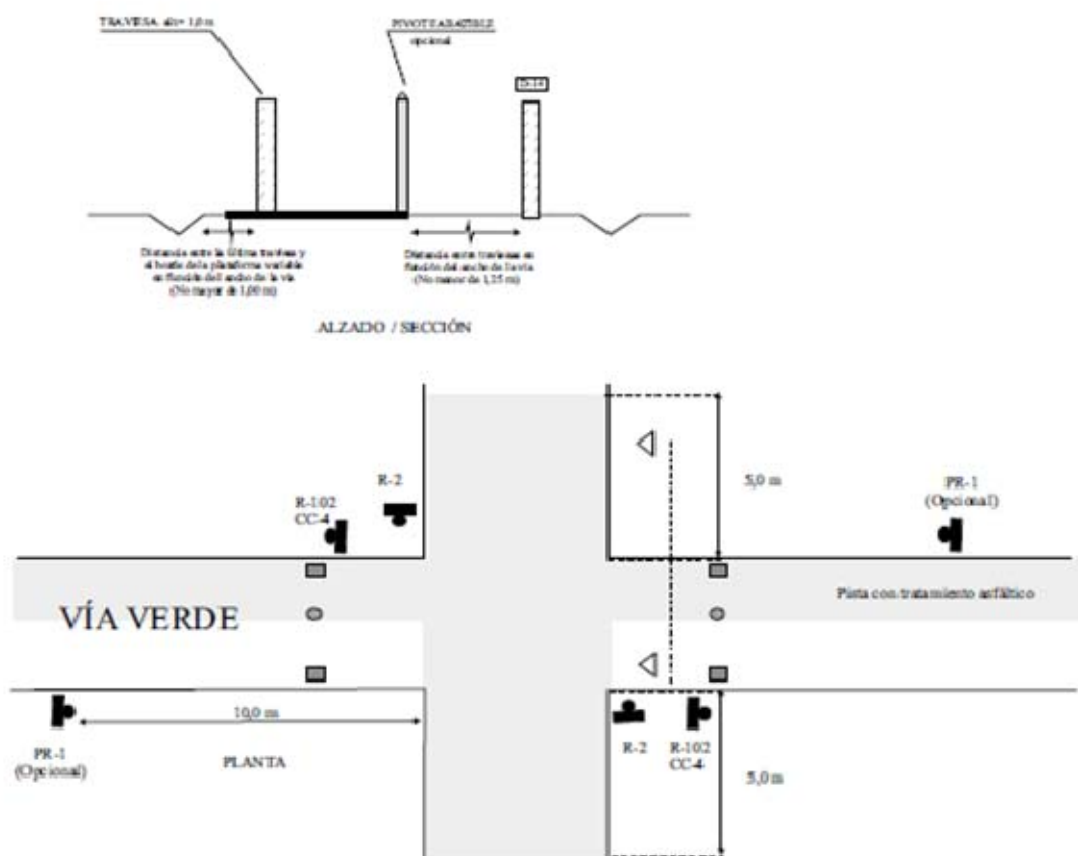 TRAVIESA alt= 1,0 m
PIVOTE ABATIBLE
opcional
Distancia entre la última traviesa y
el borde de la plataforma variable
en función del ancho de la vía
(No mayor de 1,00 m)
Distancia entre traviesas en
función del ancho de la vía
(No menor de 1,25 m)
ALZADO / SECCIÓN
R-2
R-102
CC-4
5,0 m
PR-1
(Opcional)
VÍA VERDE
Pista con tratamiento asfáltico
10,0 m
PR-1
(Opcional)
PLANTA
R-2
R-102
CC-4
5,0 m